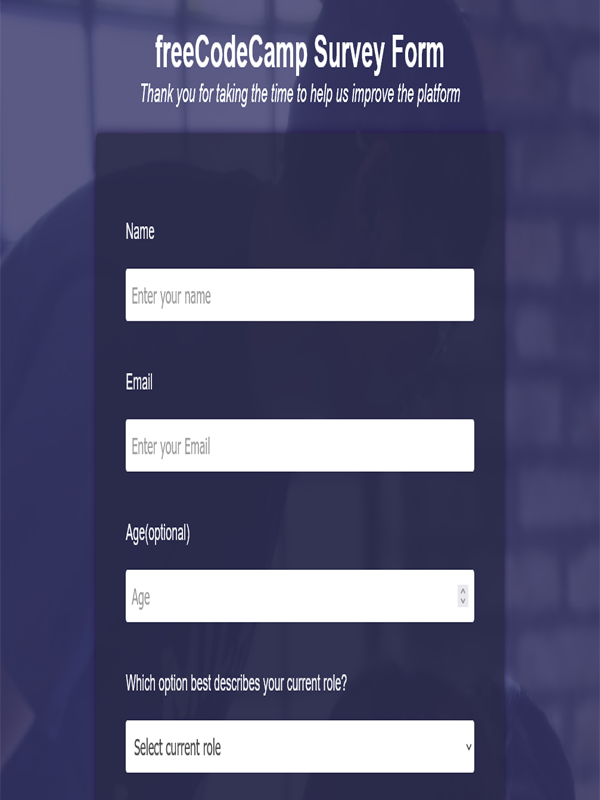 freeCodeCamp Survey Form
Thank you for taking the time to help us improve the platform
Name
Enter your name
Email
Enter your Email
Age(optional)
Age
Which option best describes your current role?
Select current role